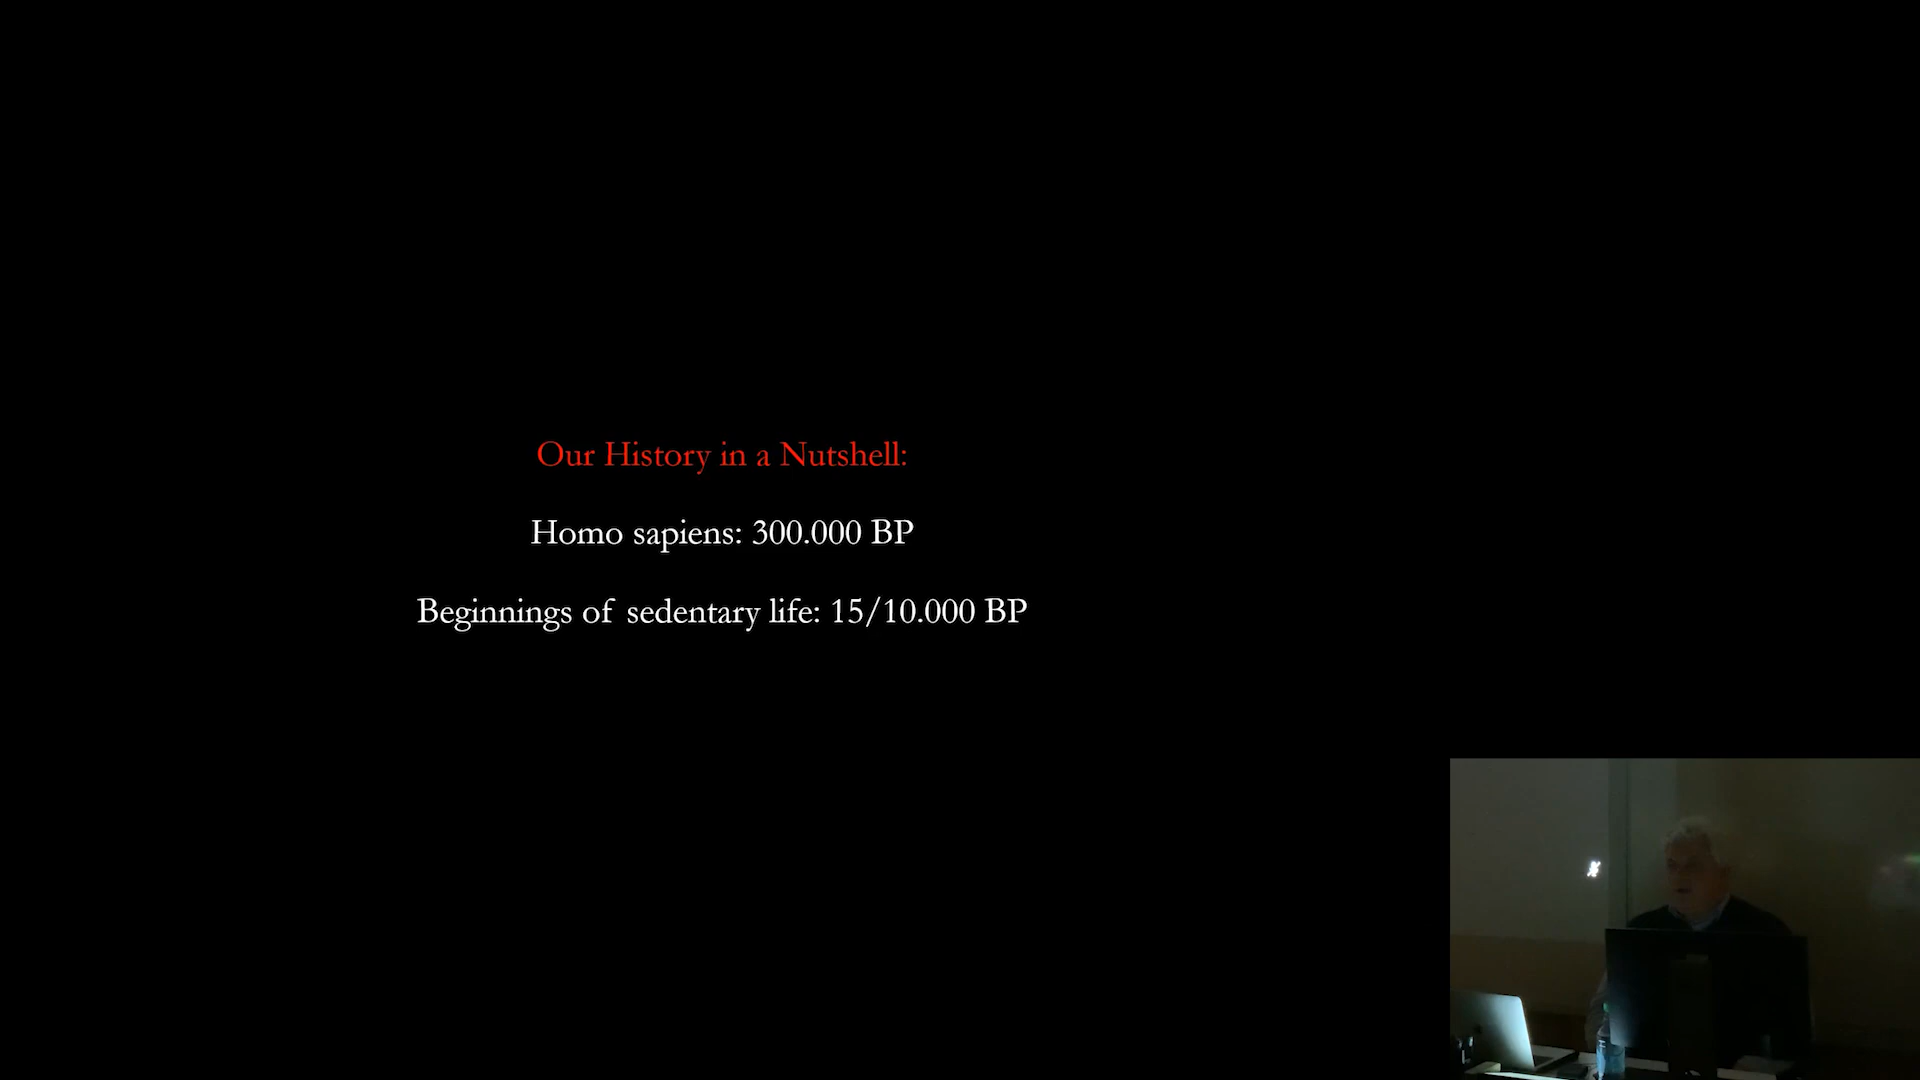 Our History in a Nutshell:
Homo sapiens: 300.000 BP
Beginnings of sedentary life: 15/10.000 BP